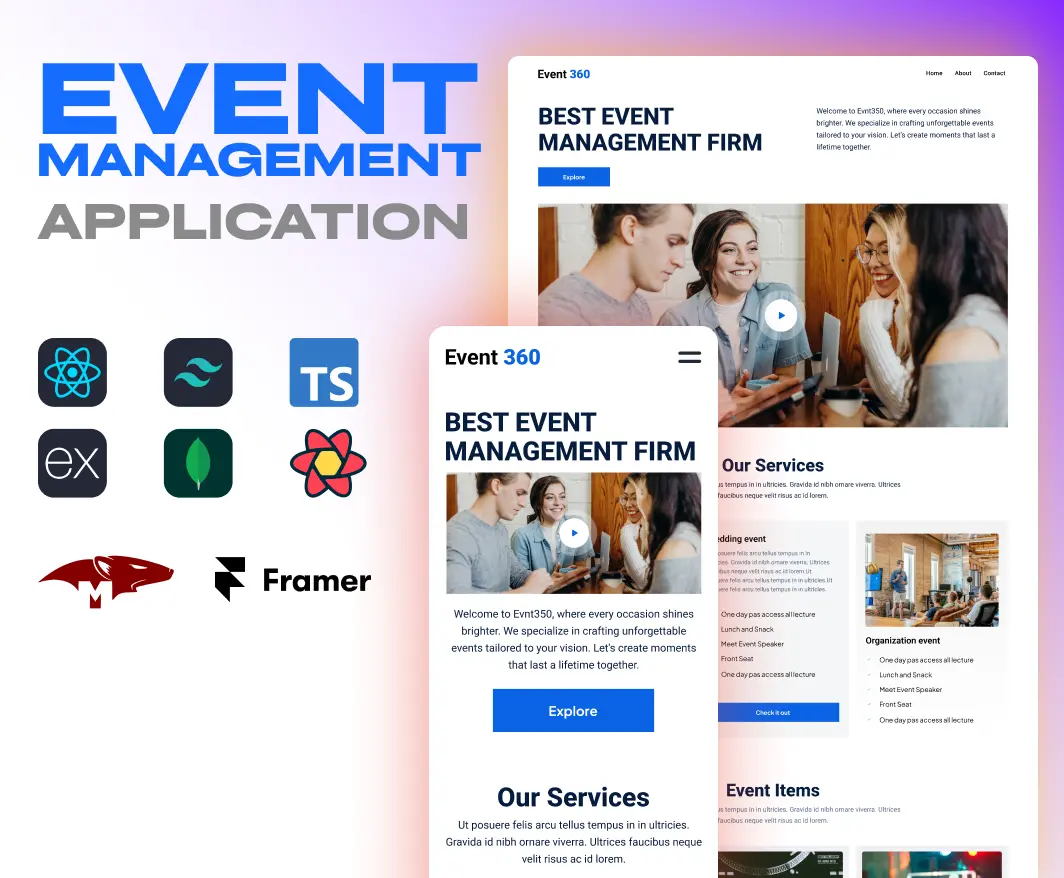 EVENT
MANAGEMENT
APPLICATION
TS
ex
M
Framer
Event 360
Home About Contact
BEST EVENT
MANAGEMENT FIRM
Welcome to Evnt350, where every occasion shines
brighter. We specialize in crafting unforgettable events
tailored to your vision. Let's create moments that last a
lifetime together.
Explore
Our Services
tempus in in ultricies. Gravida id nibh ornare viverra. Ultrices
faucibus neque velit risus ac id lorem.
edding event
posuere felis arcu tellus tempus in in
ies. Gravida id nibh ornare viverra. Ultrices
bus neque velit risus ac id lorem.Ut
uere felis arcu tellus tempus in in ultricies.Ut
uere felis arcu tellus tempus in in ultricies.
One day pas access all lecture
Lunch and Snack
Meet Event Speaker
Front Seat
One day pas access all lecture
Check it out
Organization event
One day pas access all lecture
Lunch and Snack
Meet Event Speaker
Front Seat
One day pas access all lecture
Event Items
tempus in in ultricies. Gravida id nibh ornare viverra. Ultrices
faucibus neque velit risus ac id lorem.
Event 360
BEST EVENT
MANAGEMENT FIRM
Welcome to Evnt350, where every occasion shines
brighter. We specialize in crafting unforgettable
events tailored to your vision. Let's create moments
that last a lifetime together.
Explore
Our Services
Ut posuere felis arcu tellus tempus in in ultricies.
Gravida id nibh ornare viverra. Ultrices faucibus neque
velit risus ac id lorem.